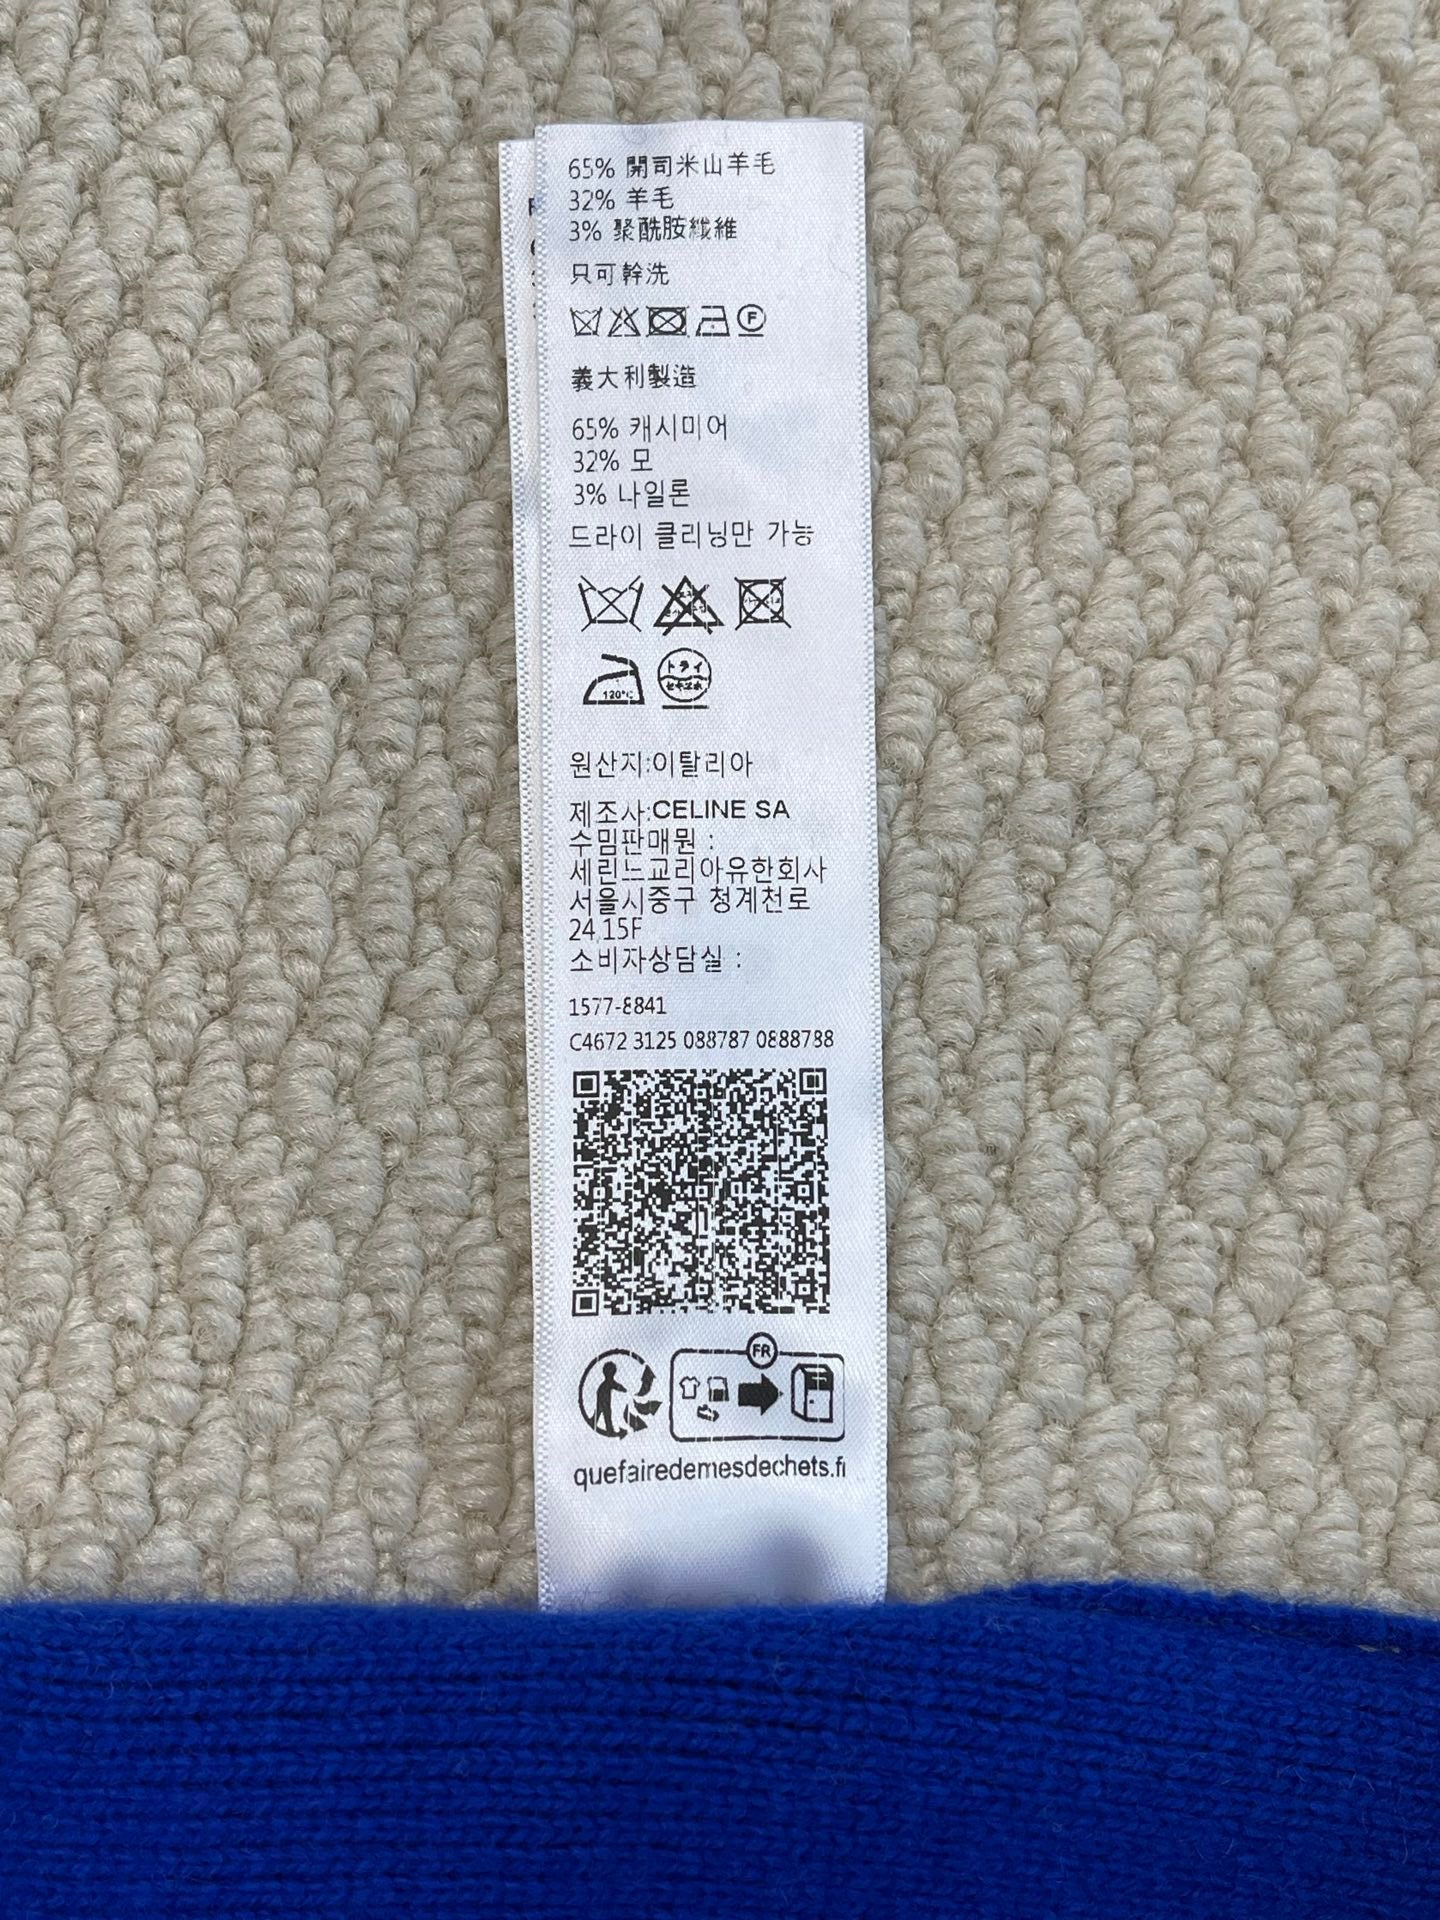 65% 開司米山羊毛
32% 羊毛
3% 聚酰胺纖維
只可幹洗
F
義大利製造
65% 캐시미어
32% 모
3% 나일론
드라이 클리닝만 가능
120°C
원산지:이탈리아
제조사:CELINE SA
수밈판매원 :
세린느교리아유한회사
서울시중구 청계천로
24,15F
소비자상담실 :
1577-8841
C4672 3125 088787 0888788
FR
quefairedemesdechets.fr